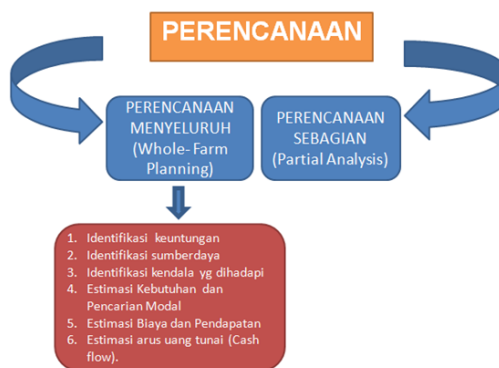 PERENCANAAN
PERENCANAAN
MENYELURUH
(Whole- Farm
Planning)
PERENCANAAN
SEBAGIAN
(Partial Analysis)
1. Identifikasi keuntungan
2. Identifikasi sumberdaya
3. Identifikasi kendala yg dihadapi
4. Estimasi Kebutuhan dan
Pencarian Modal
5. Estimasi Biaya dan Pendapatan
6. Estimasi arus uang tunai (Cash
flow).